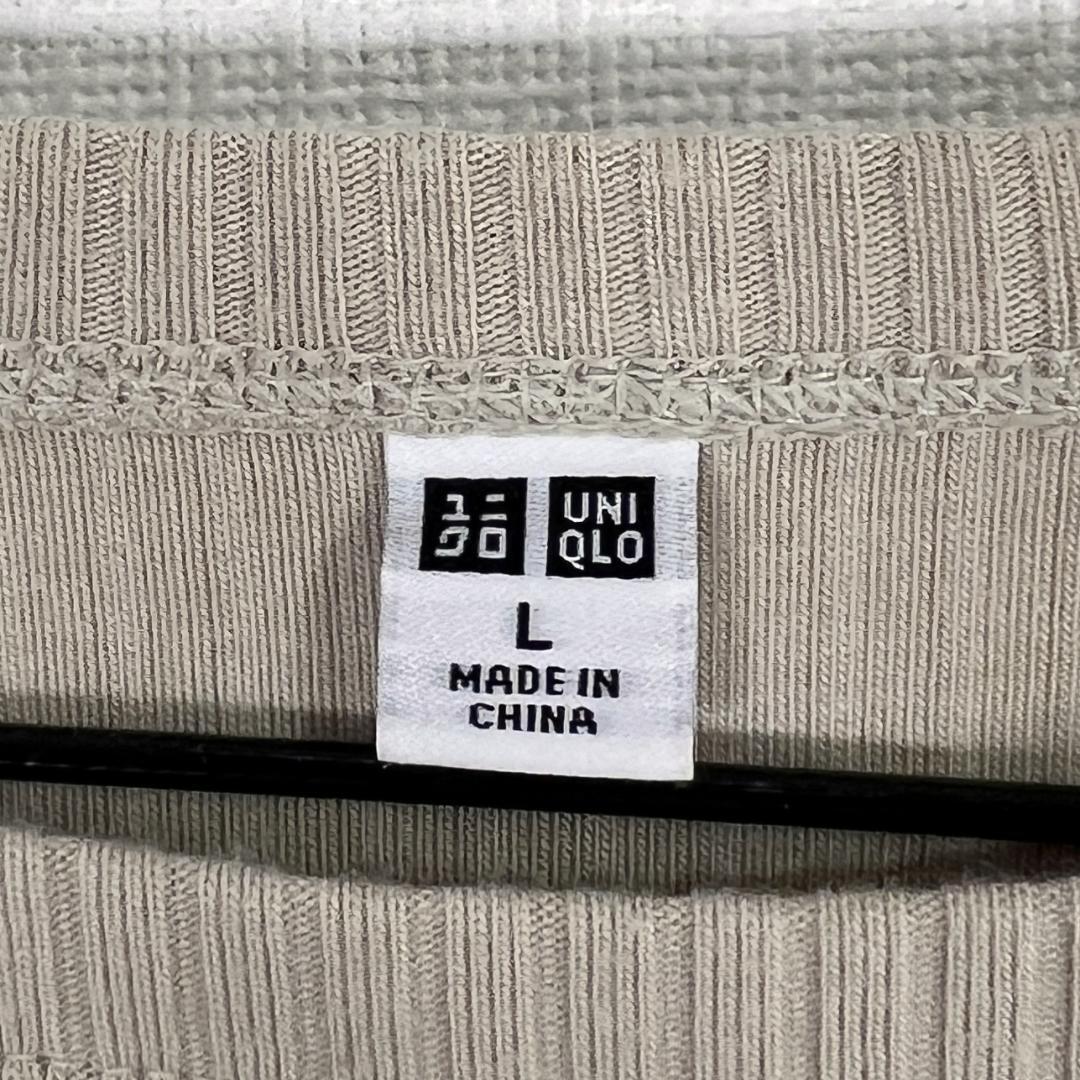 ユニ UNI
クロ QLO
L
MADE IN
CHINA